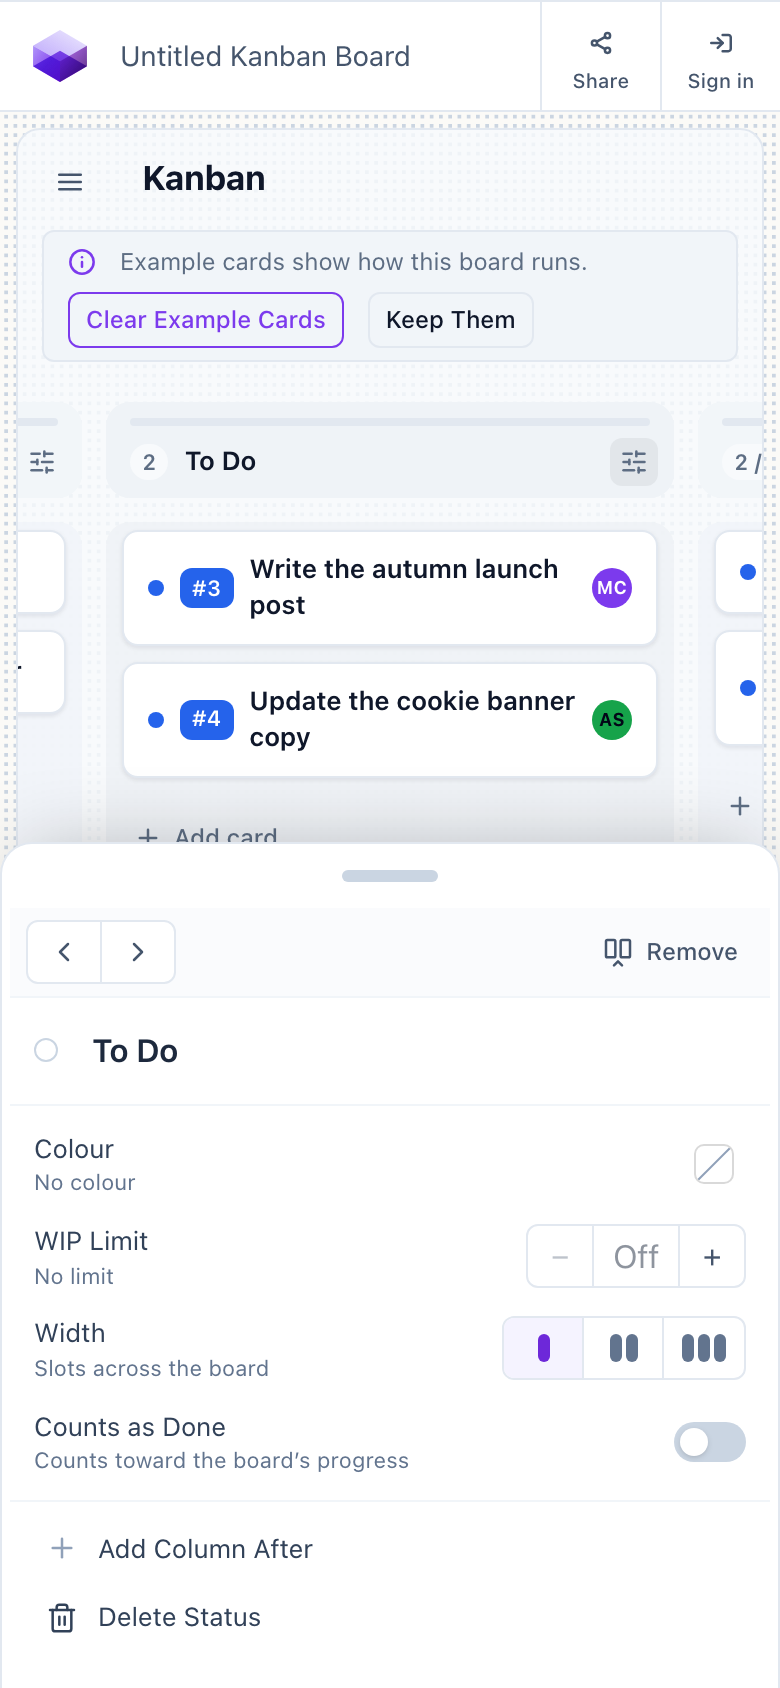 Untitled Kanban Board
Share
Sign in
Kanban
Example cards show how this board runs.
Clear Example Cards
Keep Them
2 To Do
2 /
#3 Write the autumn launch
post
MC
#4 Update the cookie banner
copy
AS
+ Add card
+
Remove
To Do
Colour
No colour
WIP Limit
No limit
− Off +
Width
Slots across the board
Counts as Done
Counts toward the board’s progress
+ Add Column After
Delete Status